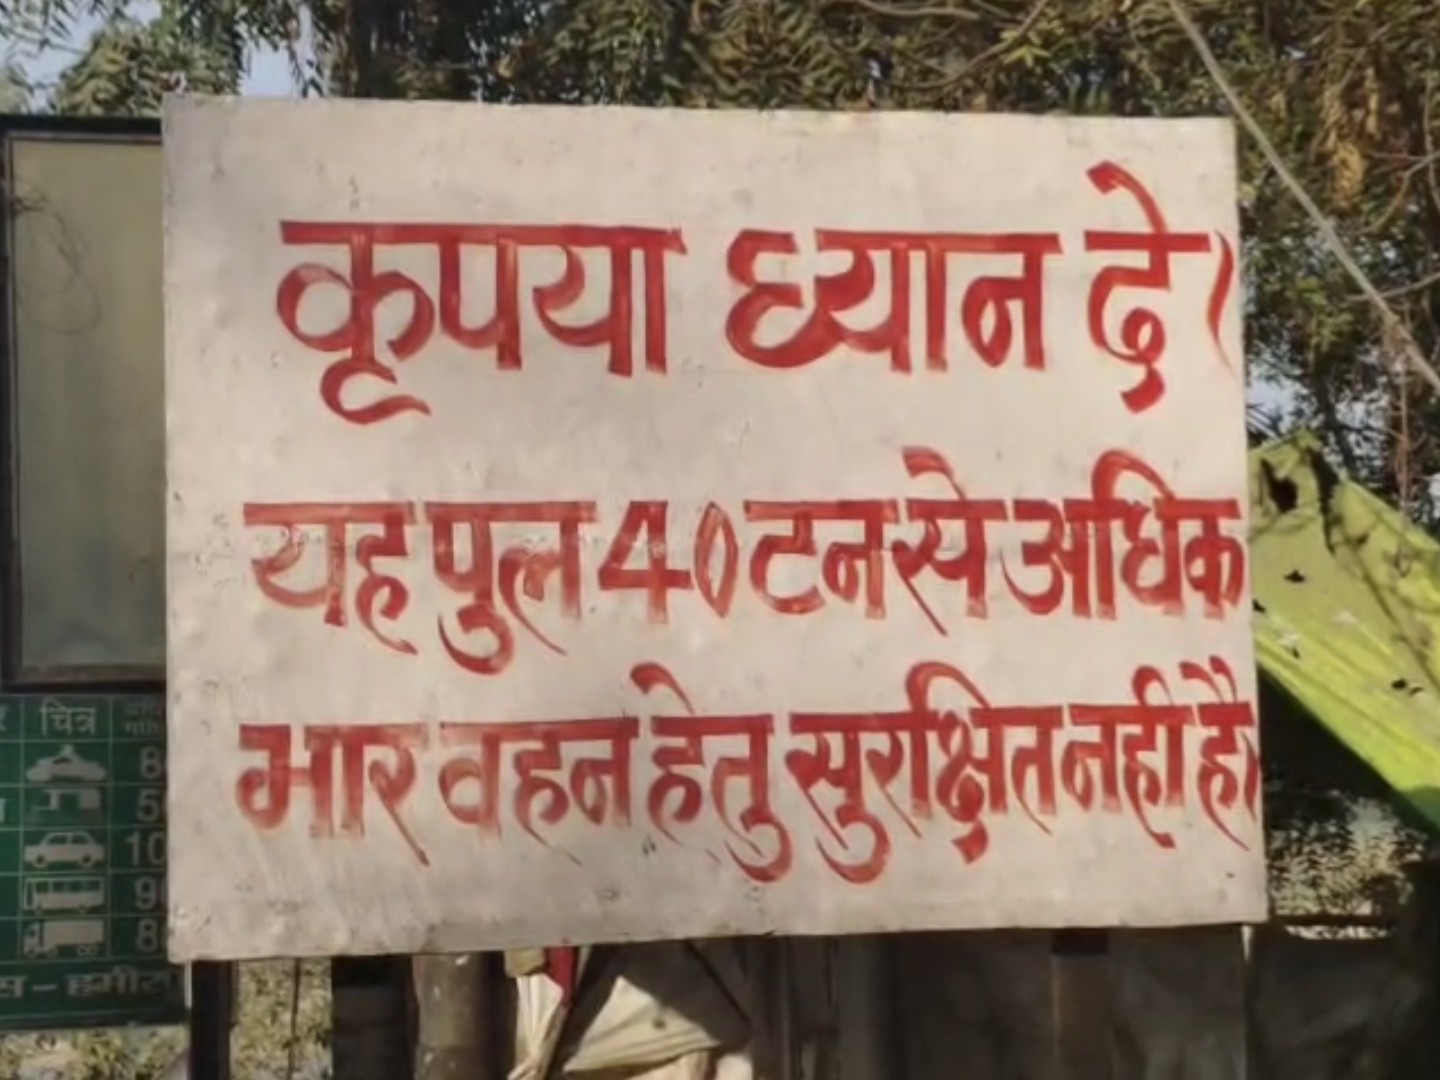 कृपया ध्यान दे।
यह पुल 40 टन से अधिक
भार वहन हेतु सुरक्षित नहीं है।
चित्र